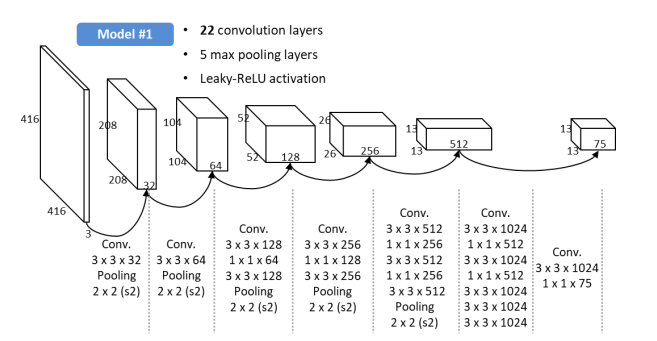 Model #1
• 22 convolution layers
• 5 max pooling layers
• Leaky-ReLU activation
416
416
3
208
208
32
104
104
64
52
52
128
26
26
256
13
13
512
13
13
75
Conv.
3 x 3 x 32
Pooling
2 x 2 (s2)
Conv.
3 x 3 x 64
Pooling
2 x 2 (s2)
Conv.
3 x 3 x 128
1 x 1 x 64
3 x 3 x 128
Pooling
2 x 2 (s2)
Conv.
3 x 3 x 256
1 x 1 x 128
3 x 3 x 256
Pooling
2 x 2 (s2)
Conv.
3 x 3 x 512
1 x 1 x 256
3 x 3 x 512
1 x 1 x 256
3 x 3 x 512
Pooling
2 x 2 (s2)
Conv.
3 x 3 x 1024
1 x 1 x 512
3 x 3 x 1024
1 x 1 x 512
3 x 3 x 1024
3 x 3 x 1024
3 x 3 x 1024
Conv.
3 x 3 x 1024
1 x 1 x 75